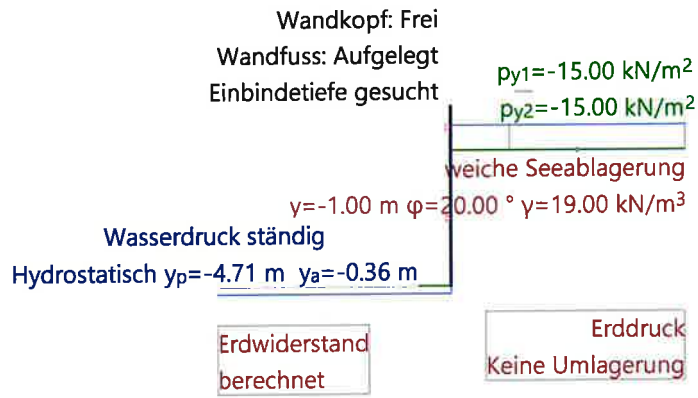 Wandkopf: Frei
Wandfuss: Aufgelegt
Einbindetiefe gesucht
py1=-15.00 kN/m²
py2=-15.00 kN/m²
weiche Seeablagerung
y=-1.00 m φ=20.00 ° γ=19.00 kN/m³
Wasserdruck ständig
Hydrostatisch yp=-4.71 m ya=-0.36 m
Erdwiderstand
berechnet
Erddruck
Keine Umlagerung